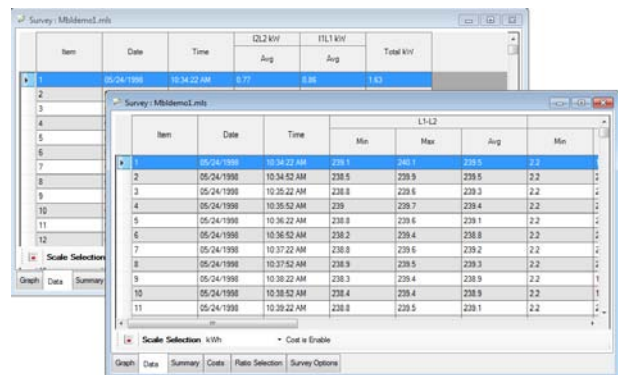 Survey : Mbldemo1.mls
I2L2 kW I1L1 kW
Item Date Time Total kW
Avg Avg
1 05/24/1998 10:34:22 AM 0.77 0.86 1.63
2
3
4
5
6
7
8
9
10
11
12
Scale Selection
Graph Data Summary
Survey : Mbldemo1.mls
L1-L2
Item Date Time
Min Max Avg Min
1 05/24/1998 10:34:22 AM 239.1 240.1 239.5 2.2
2 05/24/1998 10:34:52 AM 238.5 239.9 239.5 2.2
3 05/24/1998 10:35:22 AM 238.8 239.6 239.3 2.2
4 05/24/1998 10:35:52 AM 239 239.7 239.4 2.2
5 05/24/1998 10:36:22 AM 238.8 239.6 239.1 2.2
6 05/24/1998 10:36:52 AM 238.2 239.4 238.8 2.2
7 05/24/1998 10:37:22 AM 238.8 239.6 239.2 2.2
8 05/24/1998 10:37:52 AM 238.9 239.5 239.3 2.2
9 05/24/1998 10:38:22 AM 238.3 239.4 238.9 2.2
10 05/24/1998 10:38:52 AM 238.4 239.4 238.9 2.2
11 05/24/1998 10:39:22 AM 238.8 239.5 239.1 2.2
Scale Selection kWh Cost is Enable
Graph Data Summary Costs Ratio Selection Survey Options